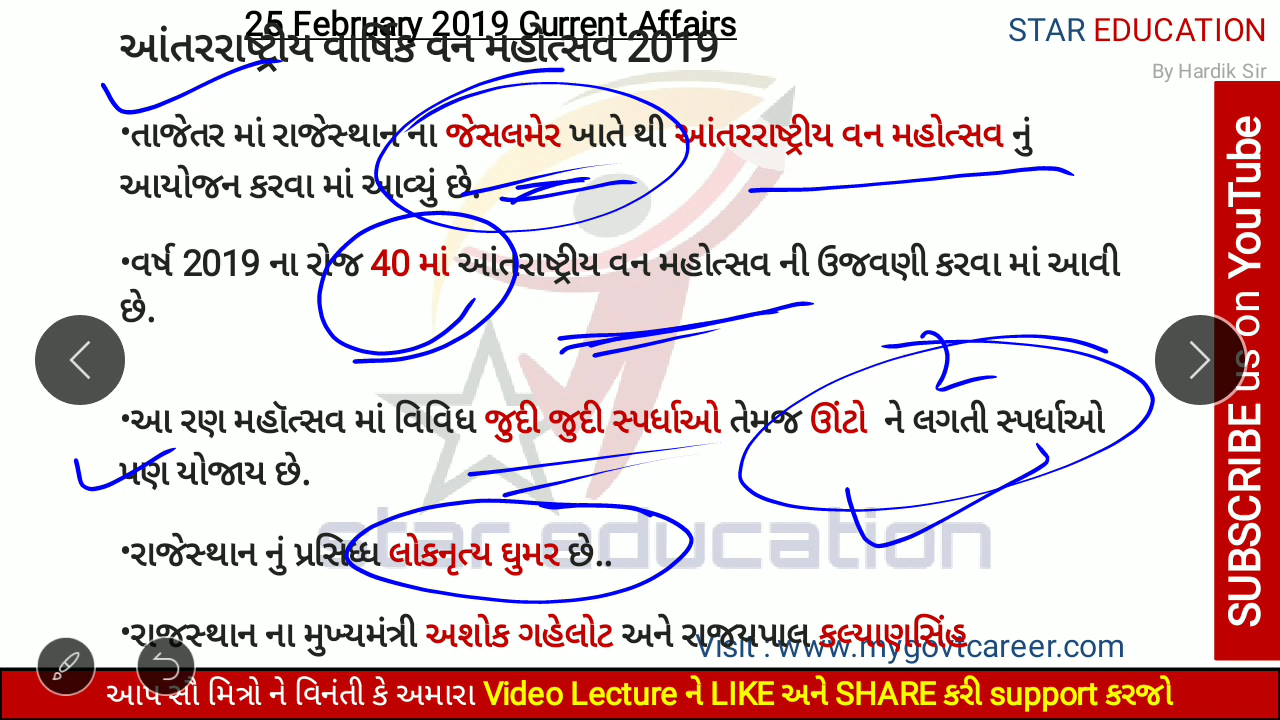 25 February 2019 Current Affairs
STAR EDUCATION
By Hardik Sir
આંતરરાષ્ટ્રીય વાર્ષિક વન મહોત્સવ 2019
•તાજેતર માં રાજેસ્થાન ના જેસલમેર ખાતે થી આંતરરાષ્ટ્રીય વન મહોત્સવ નું
આયોજન કરવા માં આવ્યું છે.
•વર્ષ 2019 ના રોજ 40 માં આંતરાષ્ટ્રીય વન મહોત્સવ ની ઉજવણી કરવા માં આવી
છે.
•આ રણ મહૉત્સવ માં વિવિધ જુદી જુદી સ્પર્ધાઓ તેમજ ઊંટો ને લગતી સ્પર્ધાઓ
પણ યોજાય છે.
star education
•રાજેસ્થાન નું પ્રસિધ્ધ લોકનૃત્ય ઘુમર છે..
•રાજસ્થાન ના મુખ્યમંત્રી અશોક ગહેલોટ અને રાજ્યપાલ કલ્યાણસિંહ
Visit : www.mygovtcareer.com
આપ સૌ મિત્રો ને વિનંતી કે અમારા Video Lecture ને LIKE અને SHARE કરી support કરજો
SUBSCRIBE us on YouTube